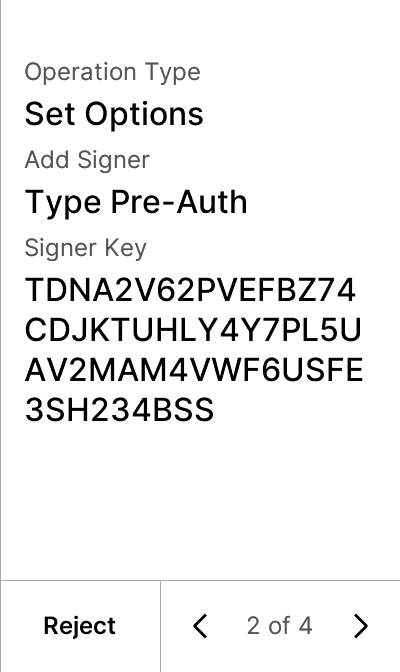 Operation Type
Set Options
Add Signer
Type Pre-Auth
Signer Key
TDNA2V62PVEFBZ74
CDJKTUHLY4Y7PL5U
AV2MAM4VWF6USFE
3SH234BSS
Reject
2 of 4